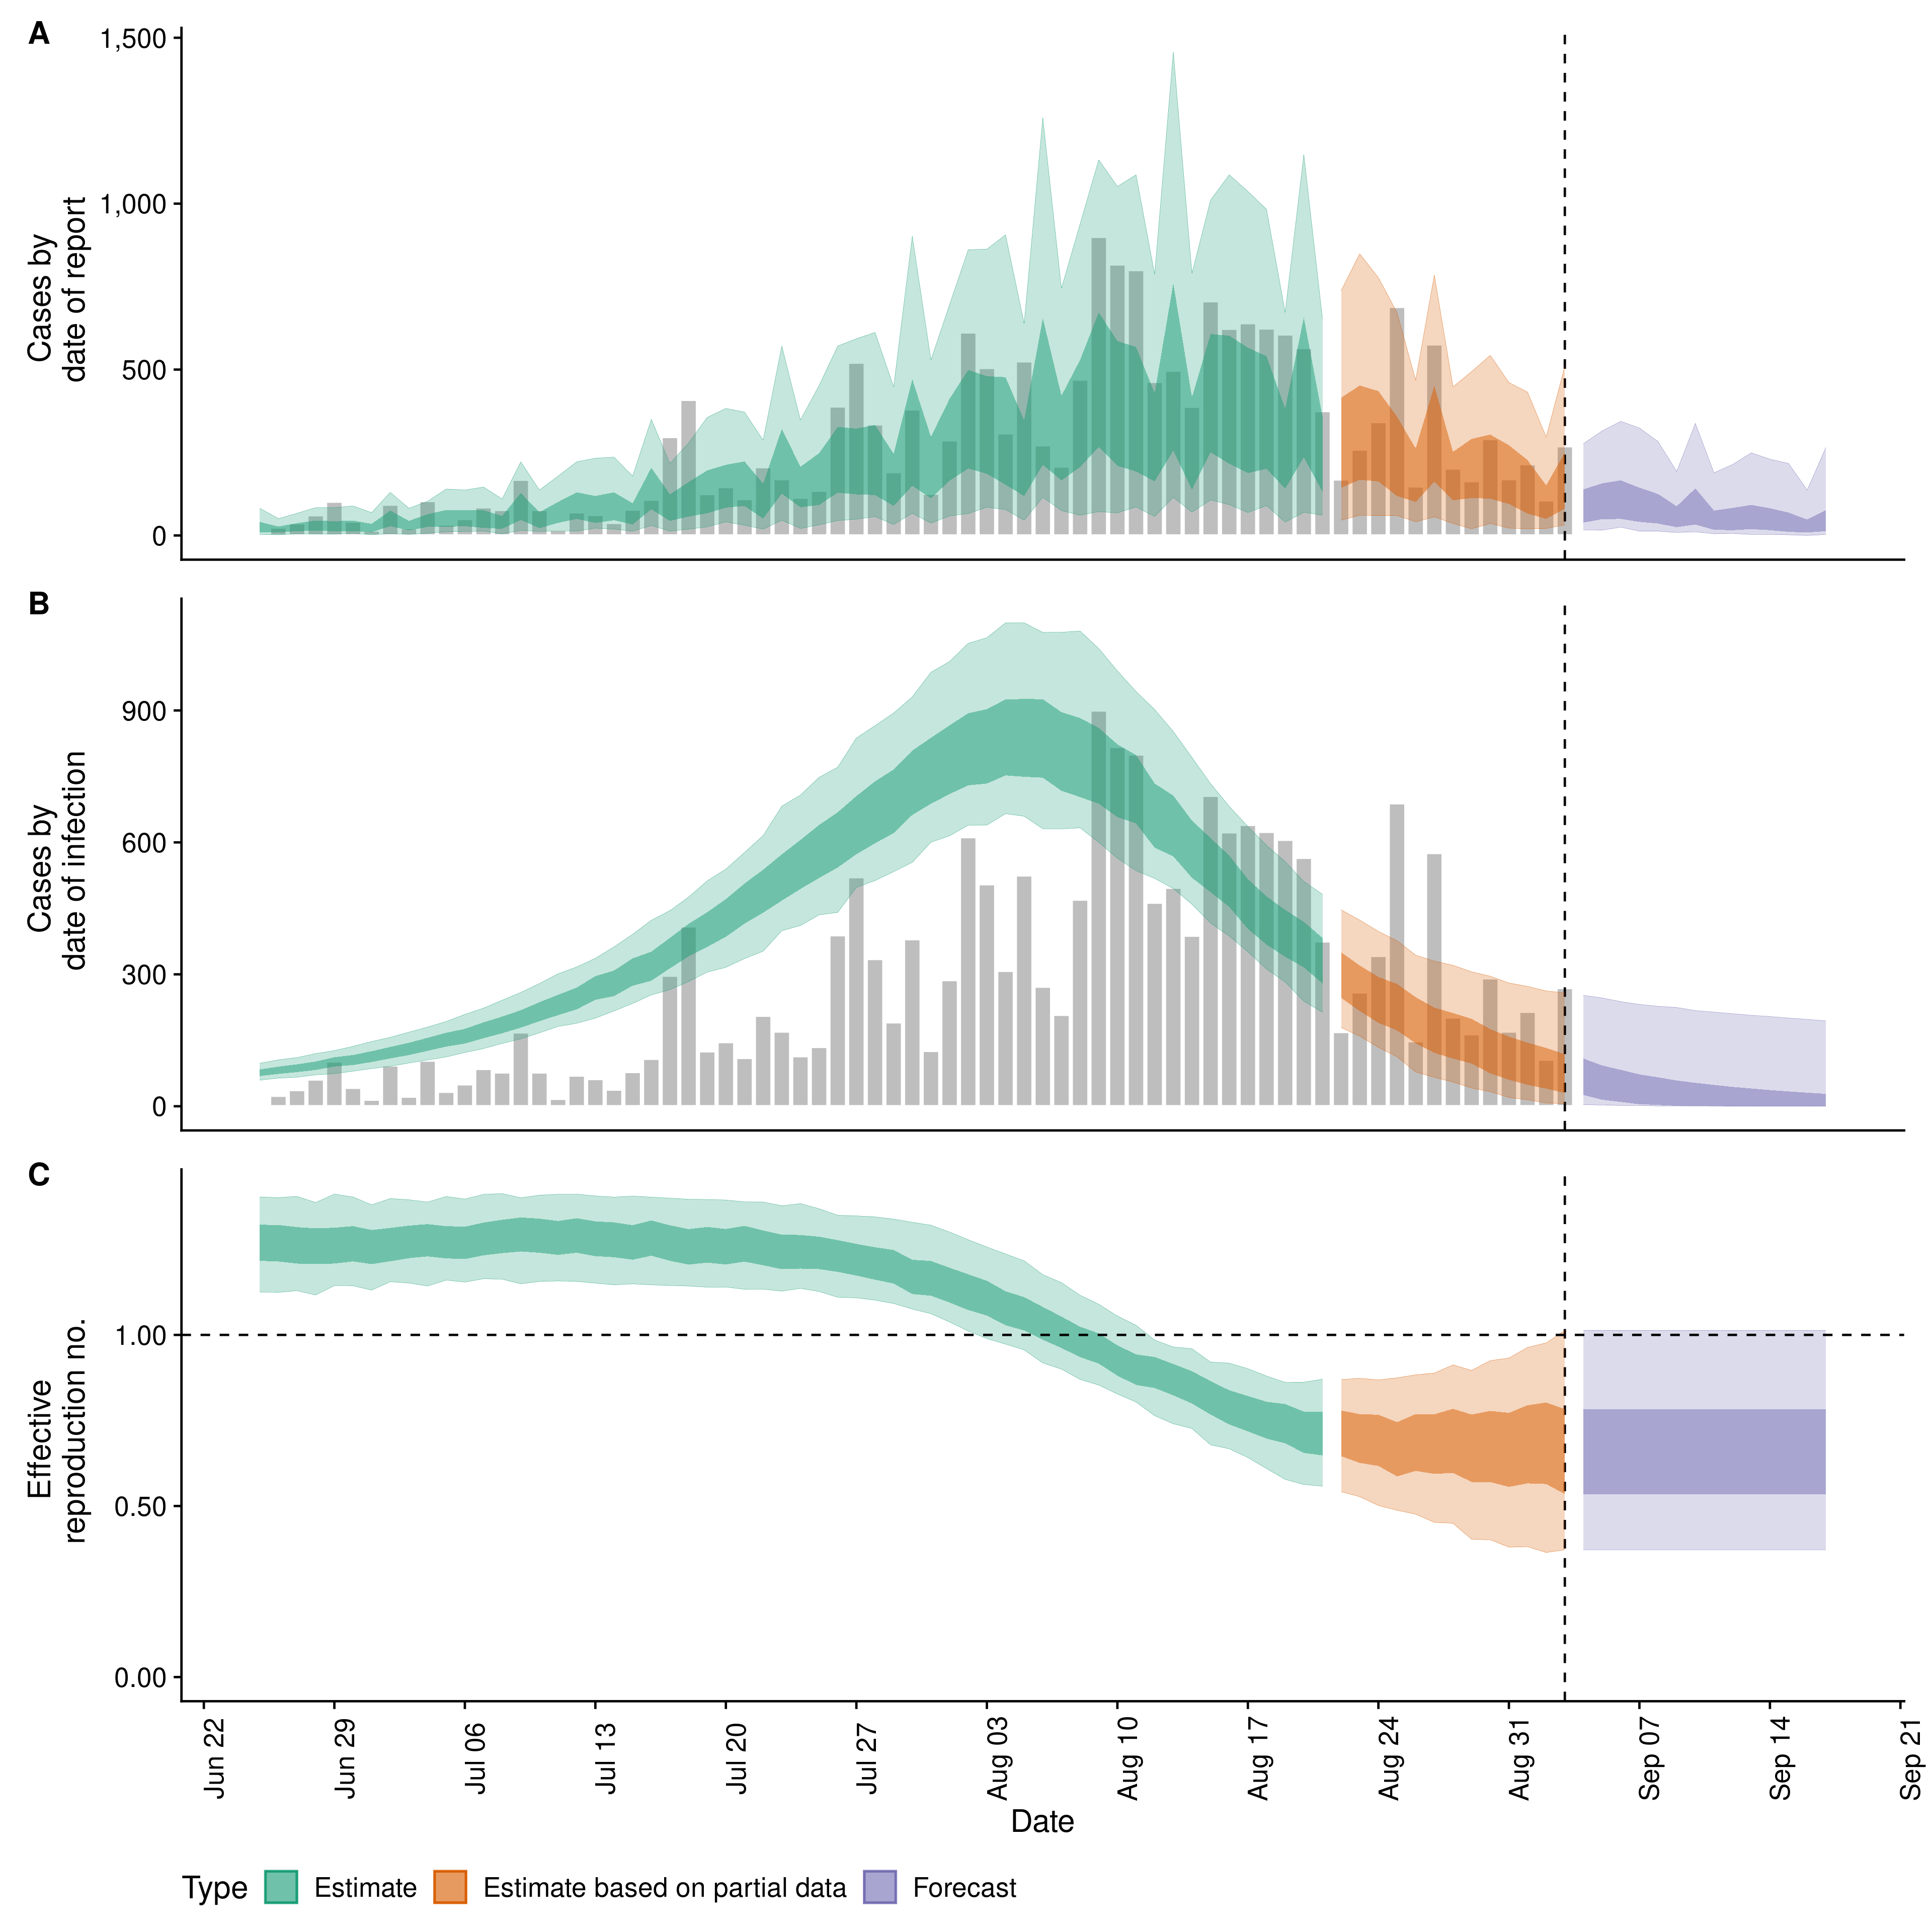 A
1,500
1,000
500
0
Cases by
date of report
B
900
600
300
0
Cases by
date of infection
C
1.00
0.50
0.00
Effective
reproduction no.
Jun 22
Jun 29
Jul 06
Jul 13
Jul 20
Jul 27
Aug 03
Aug 10
Aug 17
Aug 24
Aug 31
Sep 07
Sep 14
Sep 21
Date
Type Estimate Estimate based on partial data Forecast